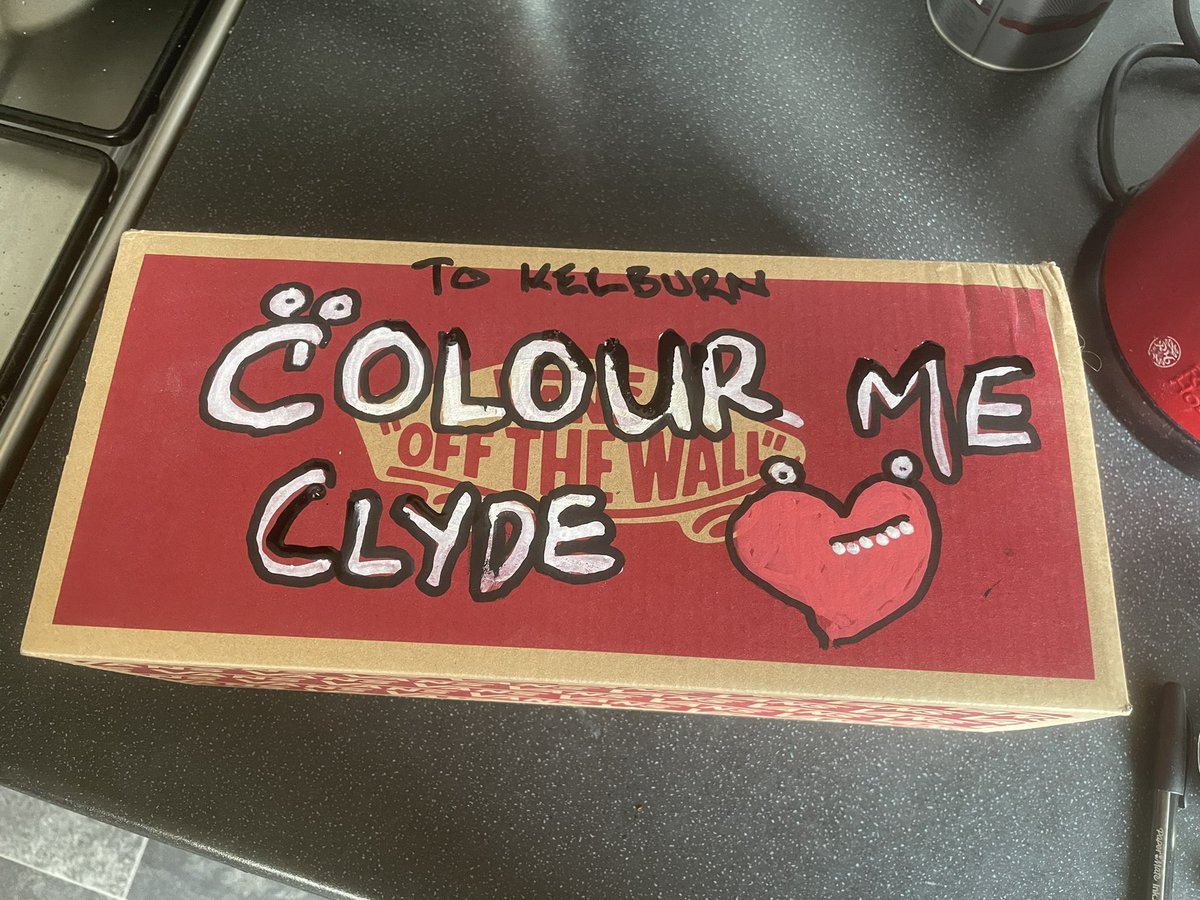 TO KELBURN
COLOUR ME
"OFF THE WALL"
CLYDE